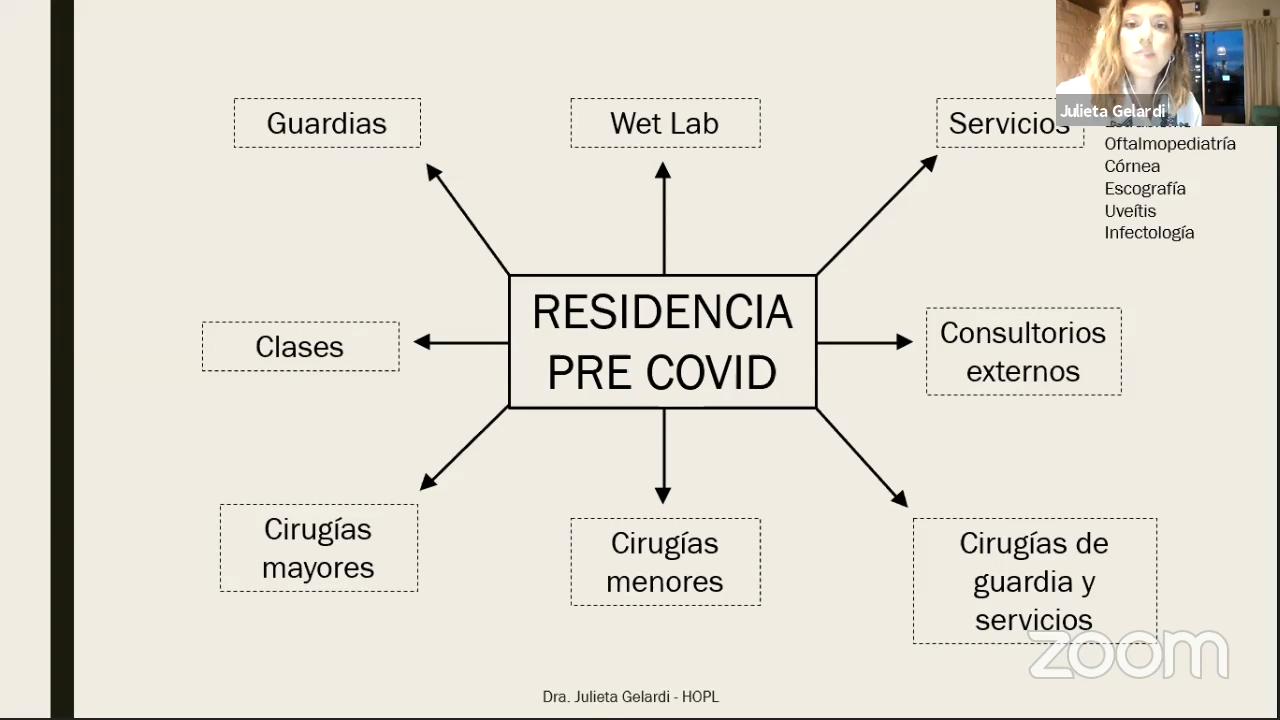 Julieta Gelardi
Guardias
Wet Lab
Servicios
Oftalmopediatría
Córnea
Escografía
Uveítis
Infectología
RESIDENCIA
PRE COVID
Clases
Consultorios
externos
Cirugías
mayores
Cirugías
menores
Cirugías de
guardia y
servicios
zoom
Dra. Julieta Gelardi - HOPL